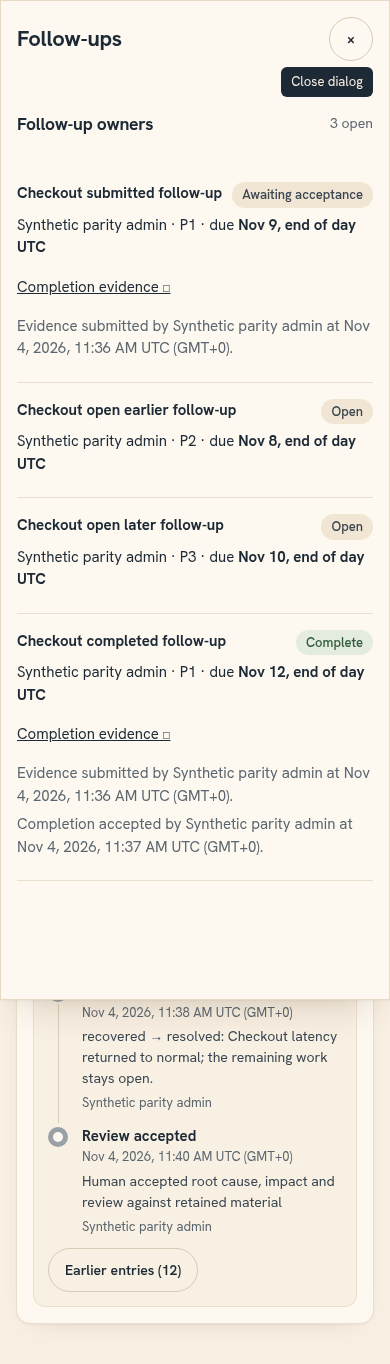 Follow-ups
×
Close dialog
Follow-up owners
3 open
Checkout submitted follow-up
Awaiting acceptance
Synthetic parity admin · P1 · due Nov 9, end of day
UTC
Completion evidence □
Evidence submitted by Synthetic parity admin at Nov
4, 2026, 11:36 AM UTC (GMT+0).
Checkout open earlier follow-up
Open
Synthetic parity admin · P2 · due Nov 8, end of day
UTC
Checkout open later follow-up
Open
Synthetic parity admin · P3 · due Nov 10, end of day
UTC
Checkout completed follow-up
Complete
Synthetic parity admin · P1 · due Nov 12, end of day
UTC
Completion evidence □
Evidence submitted by Synthetic parity admin at Nov
4, 2026, 11:36 AM UTC (GMT+0).
Completion accepted by Synthetic parity admin at
Nov 4, 2026, 11:37 AM UTC (GMT+0).
Nov 4, 2026, 11:38 AM UTC (GMT+0)
recovered → resolved: Checkout latency
returned to normal; the remaining work
stays open.
Synthetic parity admin
Review accepted
Nov 4, 2026, 11:40 AM UTC (GMT+0)
Human accepted root cause, impact and
review against retained material
Synthetic parity admin
Earlier entries (12)